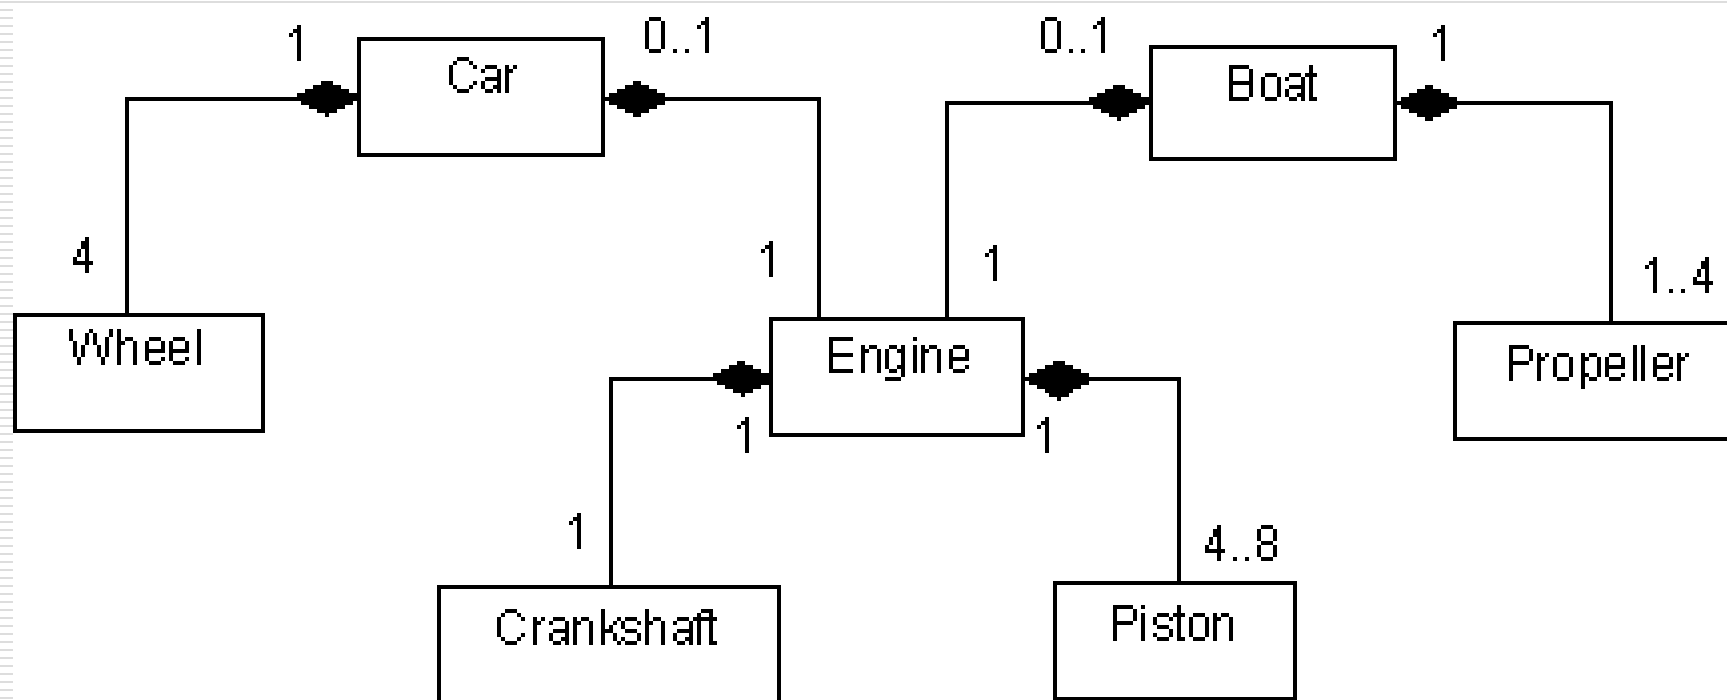 1
0..1
0..1
1
Car
Boat
4
1
1
1..4
Wheel
Engine
Propeller
1
1
1
4..8
Crankshaft
Piston